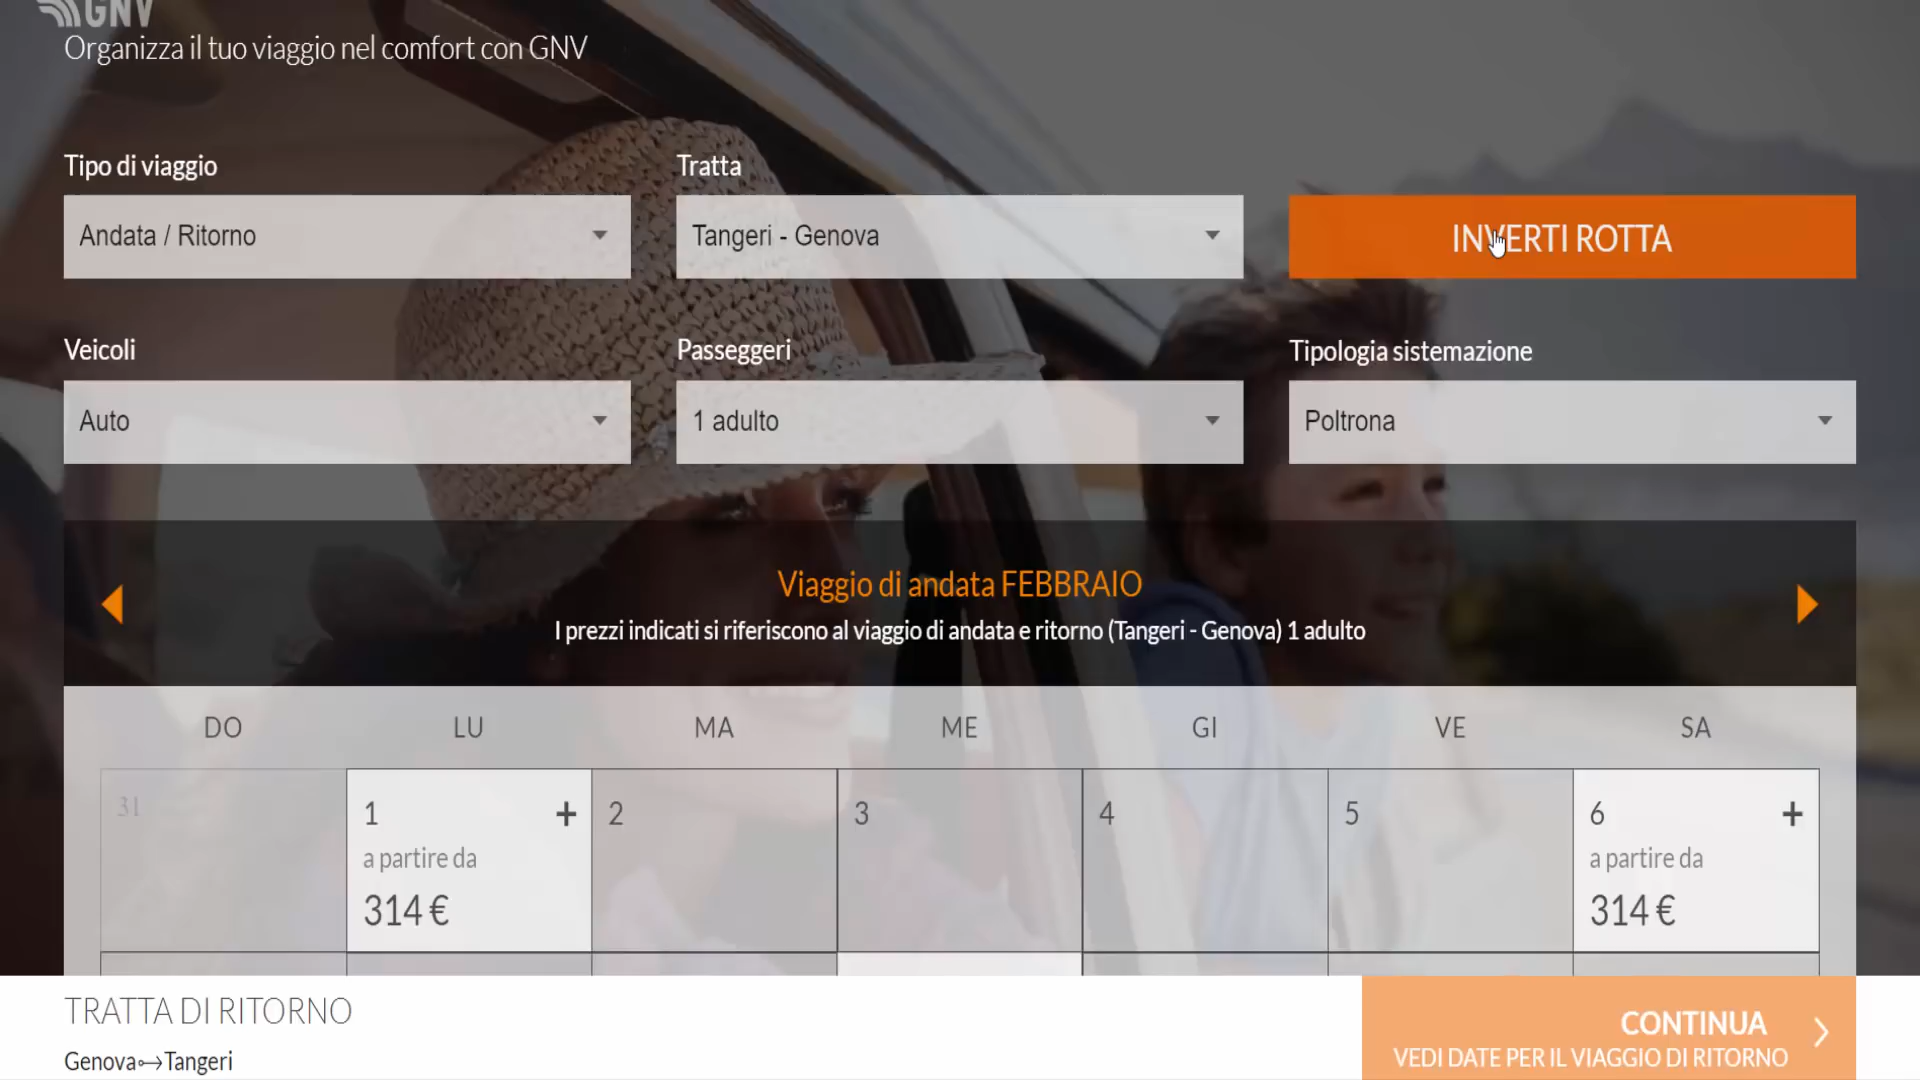 GNV
Organizza il tuo viaggio nel comfort con GNV
Tipo di viaggio
Tratta
Andata / Ritorno
Tangeri - Genova
INVERTI ROTTA
Veicoli
Passeggeri
Tipologia sistemazione
Auto
1 adulto
Poltrona
Viaggio di andata FEBBRAIO
I prezzi indicati si riferiscono al viaggio di andata e ritorno (Tangeri - Genova) 1 adulto
DO LU MA ME GI VE SA
31 1 + 2 3 4 5 6 +
a partire da a partire da
314 € 314 €
TRATTA DI RITORNO
Genova⊶Tangeri
CONTINUA
VEDI DATE PER IL VIAGGIO DI RITORNO